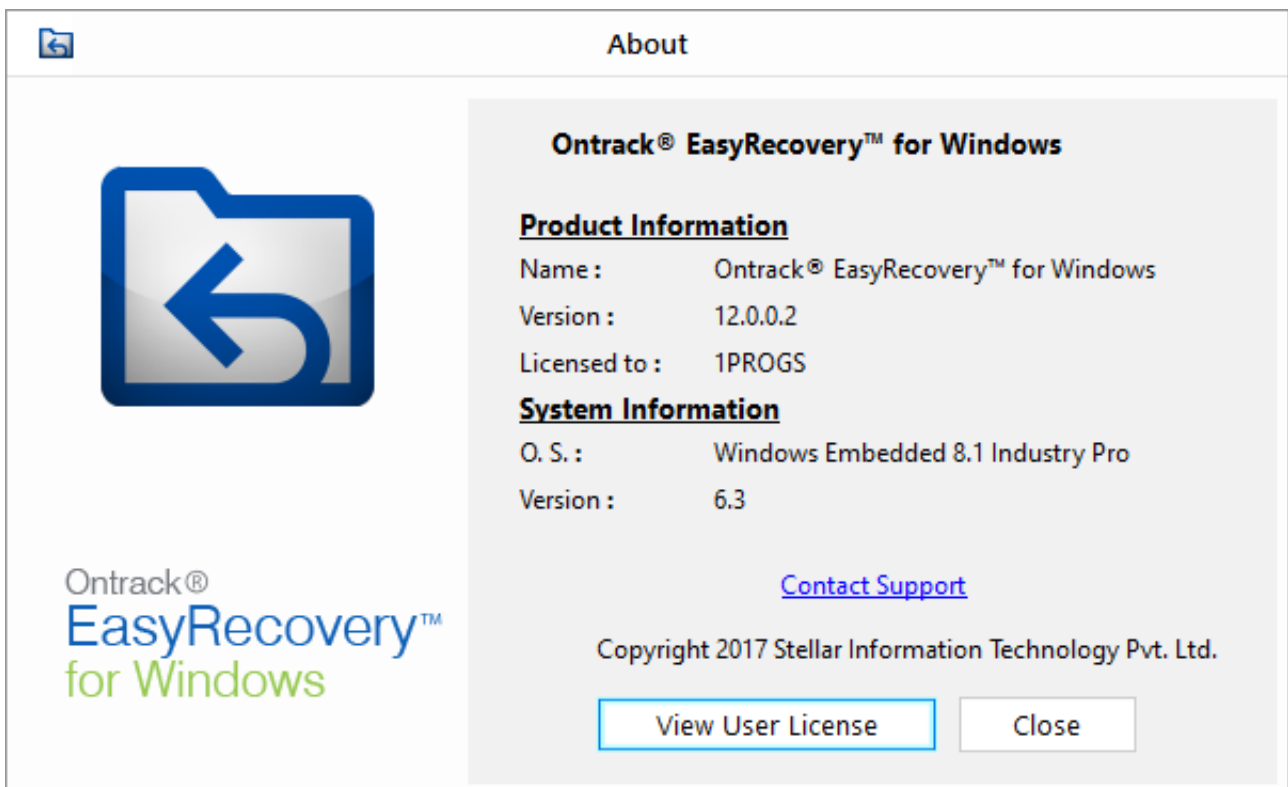 About
Ontrack® EasyRecovery™ for Windows
Product Information
Name : Ontrack® EasyRecovery™ for Windows
Version : 12.0.0.2
Licensed to : 1PROGS
System Information
O. S. : Windows Embedded 8.1 Industry Pro
Version : 6.3
Ontrack®
EasyRecovery™
for Windows
Contact Support
Copyright 2017 Stellar Information Technology Pvt. Ltd.
View User License Close